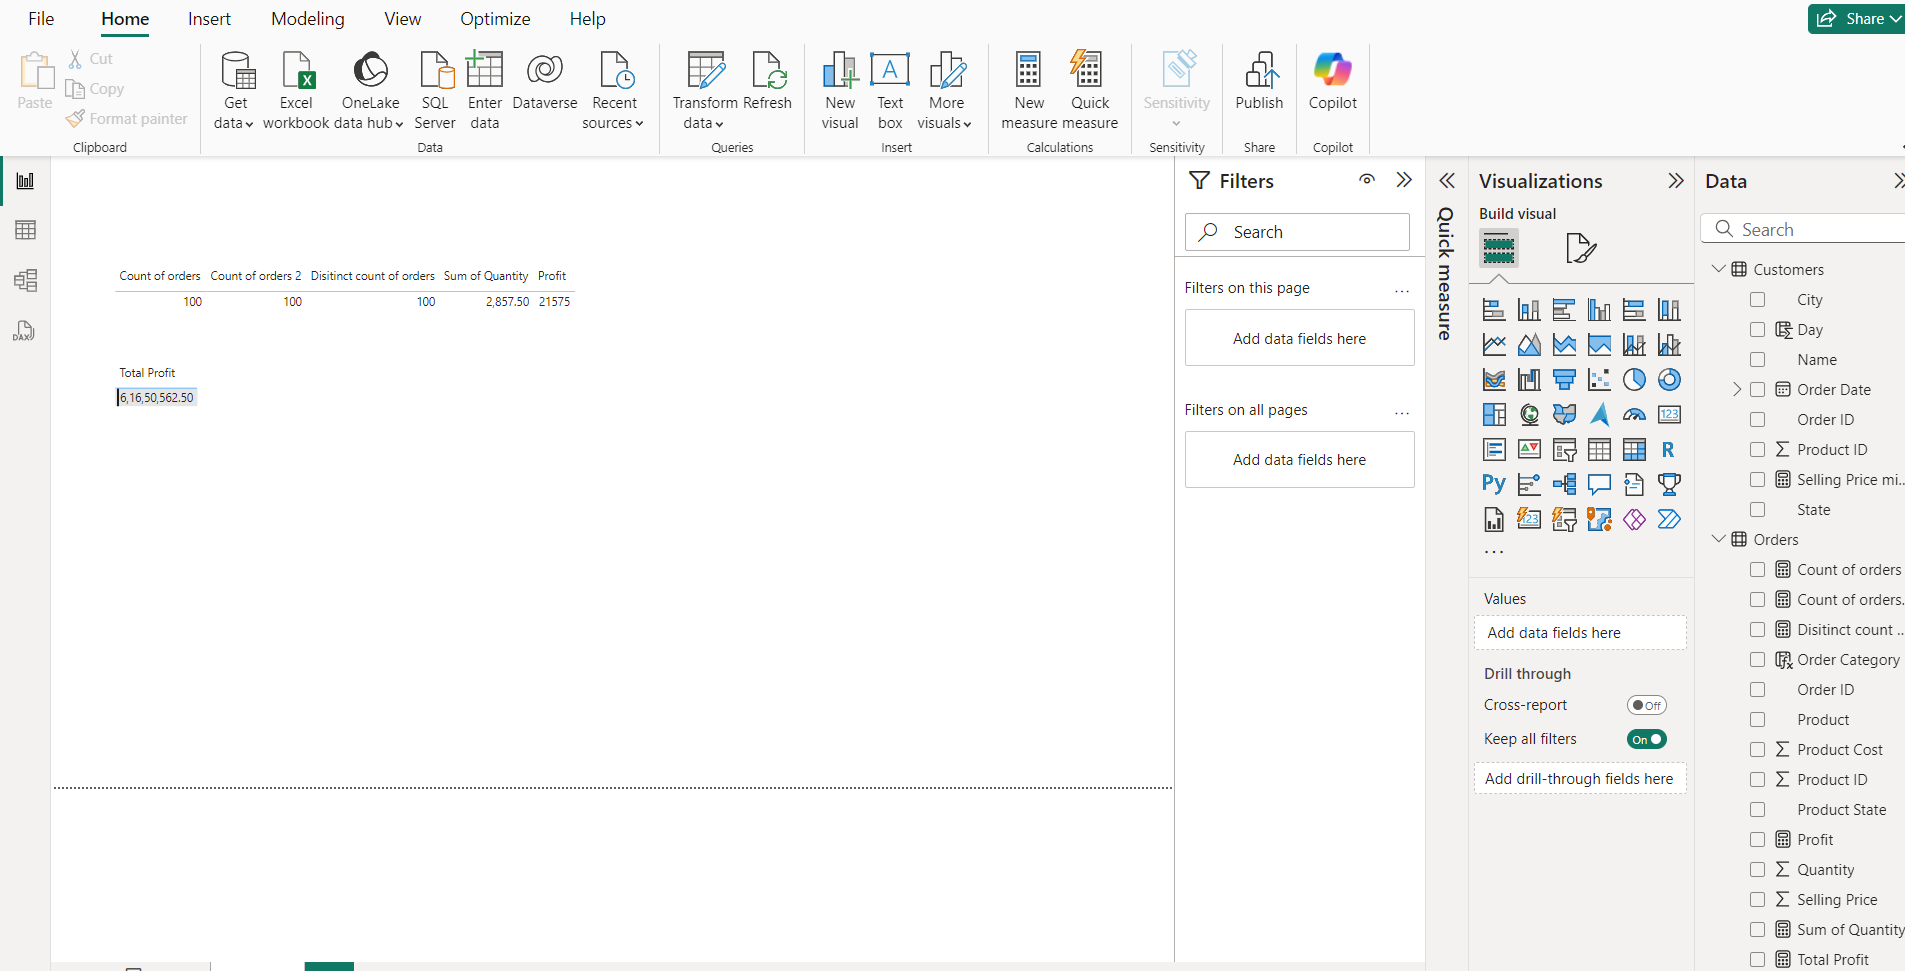 File Home Insert Modeling View Optimize Help Share
Paste
Cut
Copy
Format painter
Clipboard
Get data
Excel workbook
OneLake data hub
SQL Server
Enter data
Dataverse
Recent sources
Data
Transform data
Refresh
Queries
New visual
Text box
More visuals
Insert
New measure
Quick measure
Calculations
Sensitivity
Sensitivity
Publish
Share
Copilot
Copilot
DAX
Count of orders Count of orders 2 Disitinct count of orders Sum of Quantity Profit
100 100 100 2,857.50 21575
Total Profit
6,16,50,562.50
Filters
Search
Filters on this page ...
Add data fields here
Filters on all pages ...
Add data fields here
Quick measure
Visualizations
Build visual
123
R
Py
123
...
Values
Add data fields here
Drill through
Cross-report Off
Keep all filters On
Add drill-through fields here
Data
Search
Customers
City
Day
Name
Order Date
Order ID
Product ID
Selling Price mi...
State
Orders
Count of orders
Count of orders.
Disitinct count ..
Order Category
Order ID
Product
Product Cost
Product ID
Product State
Profit
Quantity
Selling Price
Sum of Quantity
Total Profit